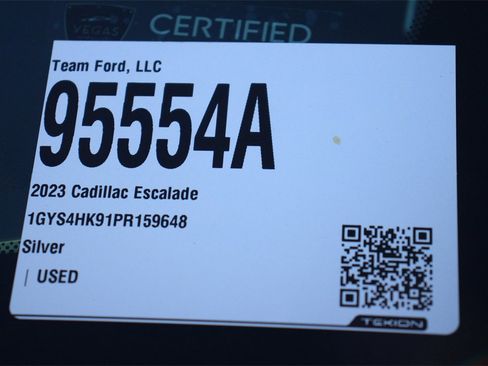 VEGAS
CERTIFIED
Team Ford, LLC
95554A
2023 Cadillac Escalade
1GYS4HK91PR159648
Silver
| USED
TEKION